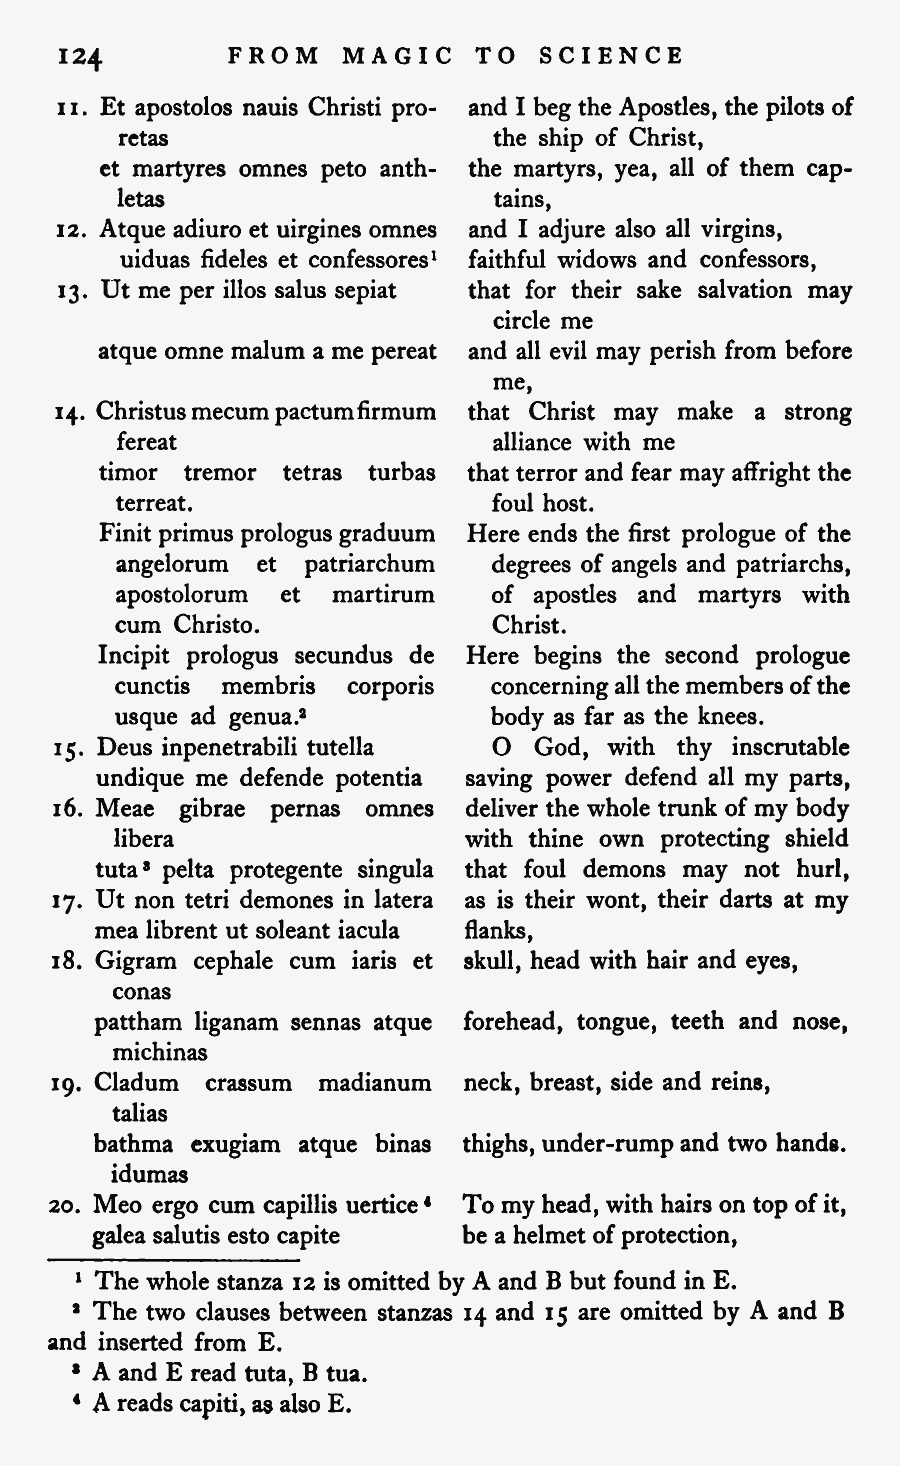 124 FROM MAGIC TO SCIENCE
11. Et apostolos nauis Christi pro-
retas
et martyres omnes peto anth-
letas
12. Atque adiuro et uirgines omnes
uiduas fideles et confessores¹
13. Ut me per illos salus sepiat
atque omne malum a me pereat
14. Christus mecum pactum firmum
fereat
timor tremor tetras turbas
terreat.
Finit primus prologus graduum
angelorum et patriarchum
apostolorum et martirum
cum Christo.
Incipit prologus secundus de
cunctis membris corporis
usque ad genua.²
15. Deus inpenetrabili tutella
undique me defende potentia
16. Meae gibrae pernas omnes
libera
tuta³ pelta protegente singula
17. Ut non tetri demones in latera
mea librent ut soleant iacula
18. Gigram cephale cum iaris et
conas
pattham liganam sennas atque
michinas
19. Cladum crassum madianum
talias
bathma exugiam atque binas
idumas
20. Meo ergo cum capillis uertice⁴
galea salutis esto capite
and I beg the Apostles, the pilots of
the ship of Christ,
the martyrs, yea, all of them cap-
tains,
and I adjure also all virgins,
faithful widows and confessors,
that for their sake salvation may
circle me
and all evil may perish from before
me,
that Christ may make a strong
alliance with me
that terror and fear may affright the
foul host.
Here ends the first prologue of the
degrees of angels and patriarchs,
of apostles and martyrs with
Christ.
Here begins the second prologue
concerning all the members of the
body as far as the knees.
O God, with thy inscrutable
saving power defend all my parts,
deliver the whole trunk of my body
with thine own protecting shield
that foul demons may not hurl,
as is their wont, their darts at my
flanks,
skull, head with hair and eyes,
forehead, tongue, teeth and nose,
neck, breast, side and reins,
thighs, under-rump and two hands.
To my head, with hairs on top of it,
be a helmet of protection,
¹ The whole stanza 12 is omitted by A and B but found in E.
² The two clauses between stanzas 14 and 15 are omitted by A and B
and inserted from E.
³ A and E read tuta, B tua.
⁴ A reads capiti, as also E.